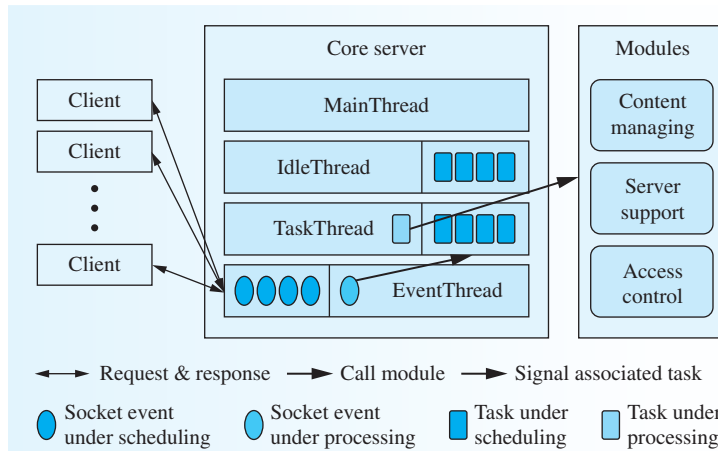 Core server
Modules
Client
MainThread
Content
managing
Client
IdleThread
Server
support
TaskThread
Client
Access
control
EventThread
Request & response
Call module
Signal associated task
Socket event
under scheduling
Socket event
under processing
Task under
scheduling
Task under
processing